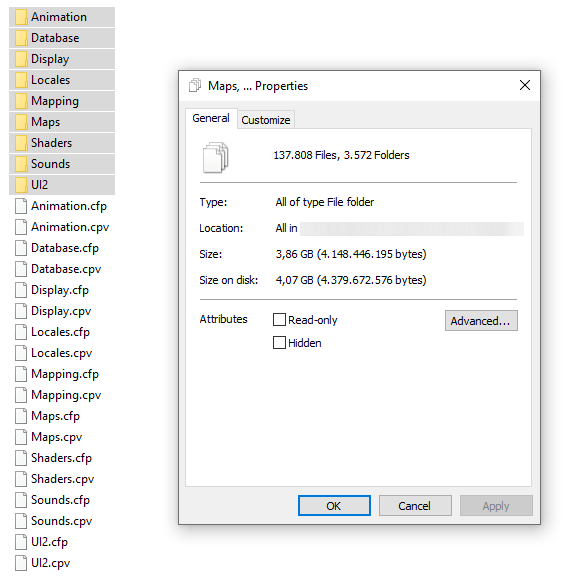 Animation
Database
Display
Locales
Mapping
Maps
Shaders
Sounds
UI2
Animation.cfp
Animation.cpv
Database.cfp
Database.cpv
Display.cfp
Display.cpv
Locales.cfp
Locales.cpv
Mapping.cfp
Mapping.cpv
Maps.cfp
Maps.cpv
Shaders.cfp
Shaders.cpv
Sounds.cfp
Sounds.cpv
UI2.cfp
UI2.cpv
Maps, ... Properties
General Customize
137.808 Files, 3.572 Folders
Type: All of type File folder
Location: All in
Size: 3,86 GB (4.148.446.195 bytes)
Size on disk: 4,07 GB (4.379.672.576 bytes)
Attributes Read-only Advanced...
Hidden
OK Cancel Apply